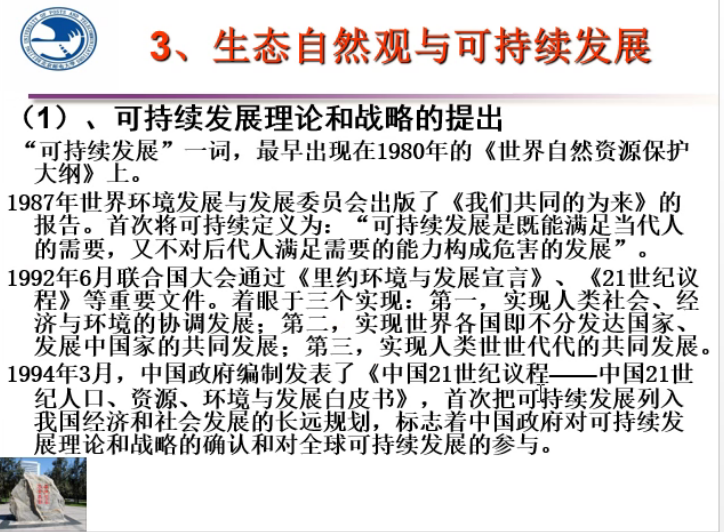 3、生态自然观与可持续发展
（1）、可持续发展理论和战略的提出
“可持续发展”一词，最早出现在1980年的《世界自然资源保护
大纲》上。
1987年世界环境发展与发展委员会出版了《我们共同的为来》的
报告。首次将可持续定义为：“可持续发展是既能满足当代人
的需要，又不对后代人满足需要的能力构成危害的发展”。
1992年6月联合国大会通过《里约环境与发展宣言》、《21世纪议
程》等重要文件。着眼于三个实现：第一，实现人类社会、经
济与环境的协调发展；第二，实现世界各国即不分发达国家、
发展中国家的共同发展；第三，实现人类世世代代的共同发展。
1994年3月，中国政府编制发表了《中国21世纪议程——中国21世
纪人口、资源、环境与发展白皮书》，首次把可持续发展列入
我国经济和社会发展的长远规划，标志着中国政府对可持续发
展理论和战略的确认和对全球可持续发展的参与。